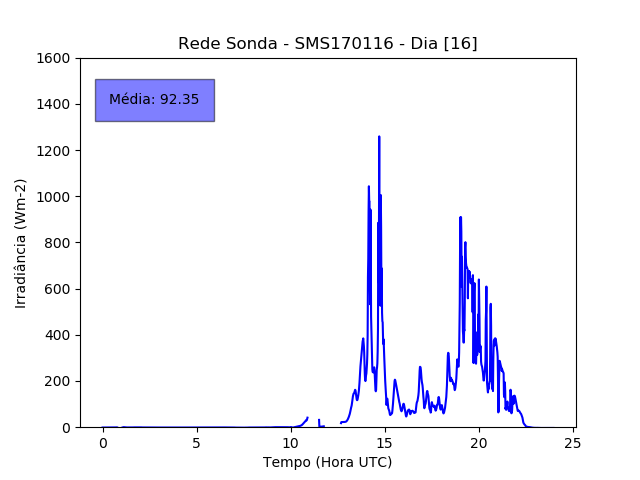 Rede Sonda - SMS170116 - Dia [16]
Média: 92.35
Irradiância (Wm-2)
1600
1400
1200
1000
800
600
400
200
0
0 5 10 15 20 25
Tempo (Hora UTC)